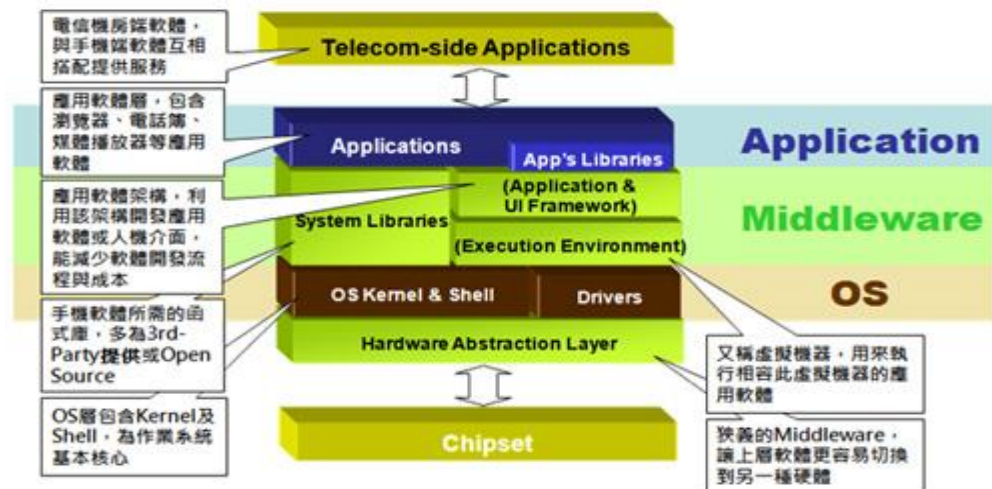 電信機房端軟體，
與手機端軟體互相
搭配提供服務
Telecom-side Applications
應用軟體層，包含
瀏覽器、電話簿、
媒體播放器等應用
軟體
Applications
App's Libraries
Application
應用軟體架構，利
用該架構開發應用
軟體或人機介面，
能減少軟體開發流
程與成本
System Libraries
(Application &
UI Framework)
(Execution Environment)
Middleware
手機軟體所需的函
式庫，多為3rd-
Party提供或Open
Source
OS Kernel & Shell
Drivers
OS
Hardware Abstraction Layer
又稱虛擬機器，用來執
行相容此虛擬機器的應
用軟體
OS層包含Kernel及
Shell，為作業系統
基本核心
Chipset
狹義的Middleware，
讓上層軟體更容易切換
到另一種硬體